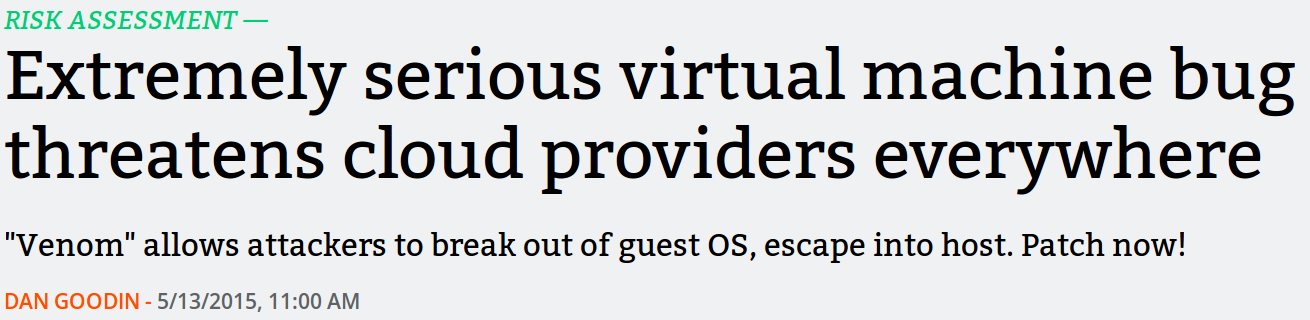 RISK ASSESSMENT —
Extremely serious virtual machine bug
threatens cloud providers everywhere
"Venom" allows attackers to break out of guest OS, escape into host. Patch now!
DAN GOODIN - 5/13/2015, 11:00 AM